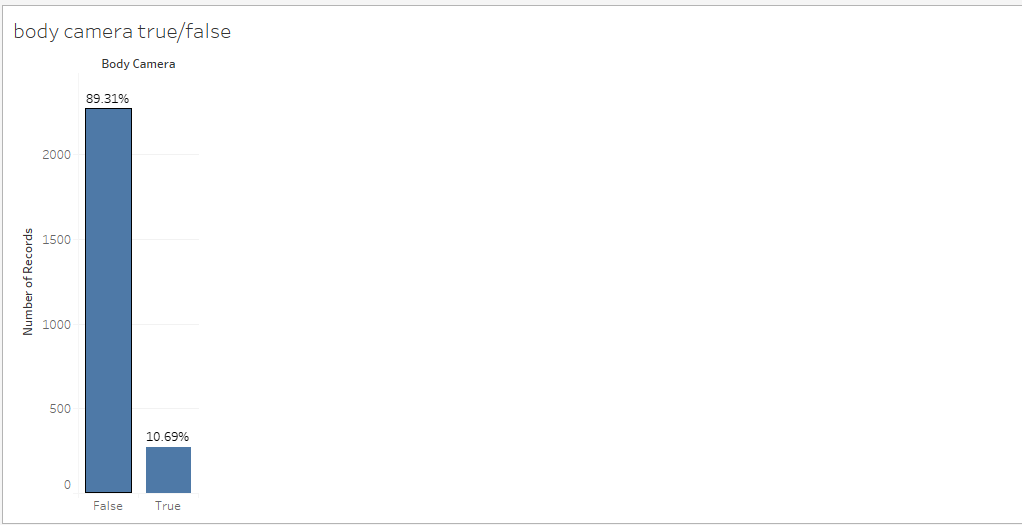 body camera true/false
Body Camera
89.31%
2000
1500
1000
500
0
Number of Records
10.69%
False
True